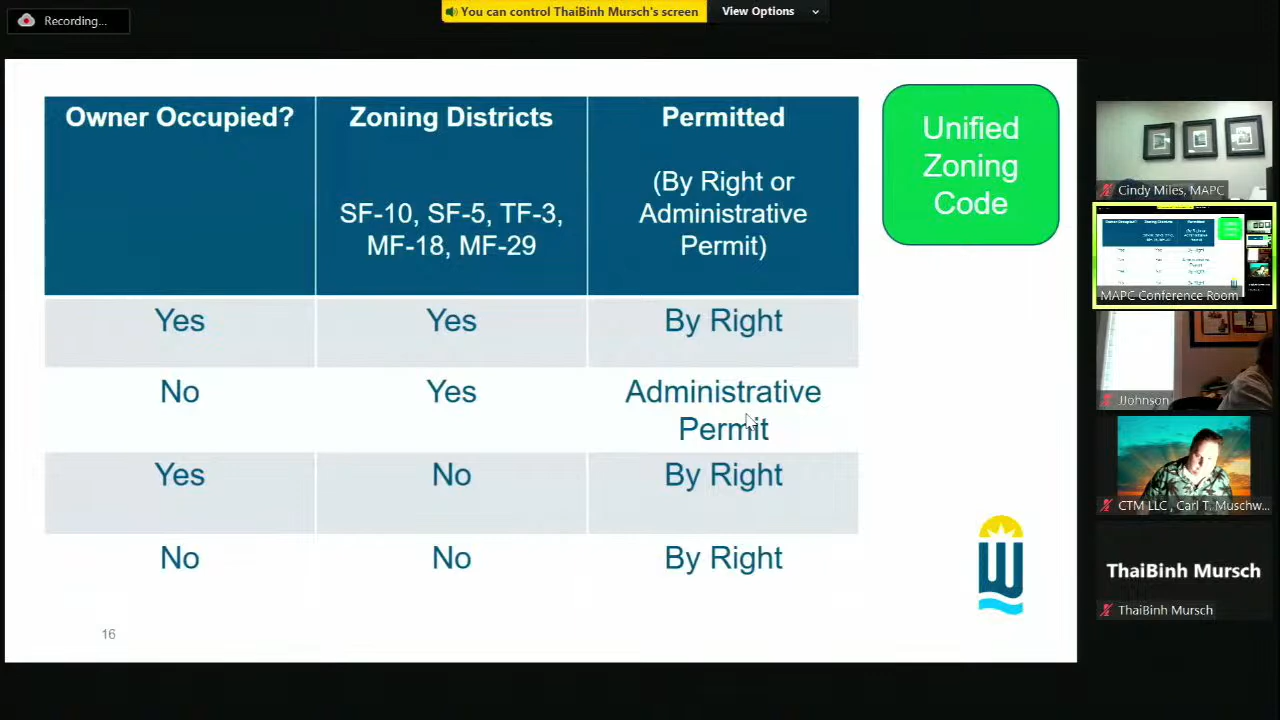 Recording...
You can control ThaiBinh Mursch's screen
View Options
Owner Occupied?
Zoning Districts
SF-10, SF-5, TF-3,
MF-18, MF-29
Permitted
(By Right or
Administrative
Permit)
Yes
Yes
By Right
No
Yes
Administrative
Permit
Yes
No
By Right
No
No
By Right
Unified
Zoning
Code
16
Cindy Miles, MAPC
MAPC Conference Room
JJohnson
CTM LLC , Carl T. Muschw...
ThaiBinh Mursch
ThaiBinh Mursch